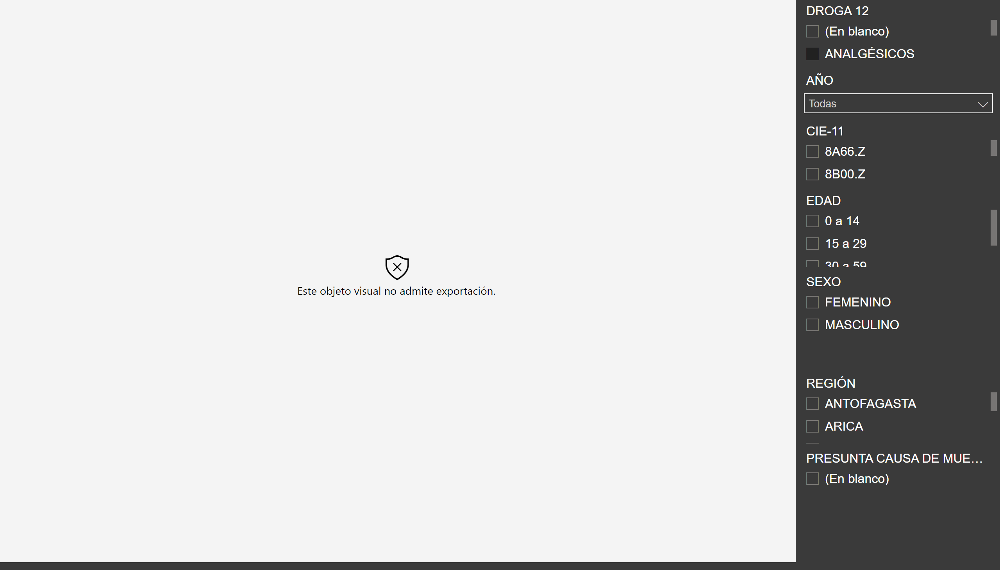 Este objeto visual no admite exportación.
DROGA 12
(En blanco)
ANALGÉSICOS
AÑO
Todas
CIE-11
8A66.Z
8B00.Z
EDAD
0 a 14
15 a 29
30 a 59
SEXO
FEMENINO
MASCULINO
REGIÓN
ANTOFAGASTA
ARICA
PRESUNTA CAUSA DE MUE...
(En blanco)